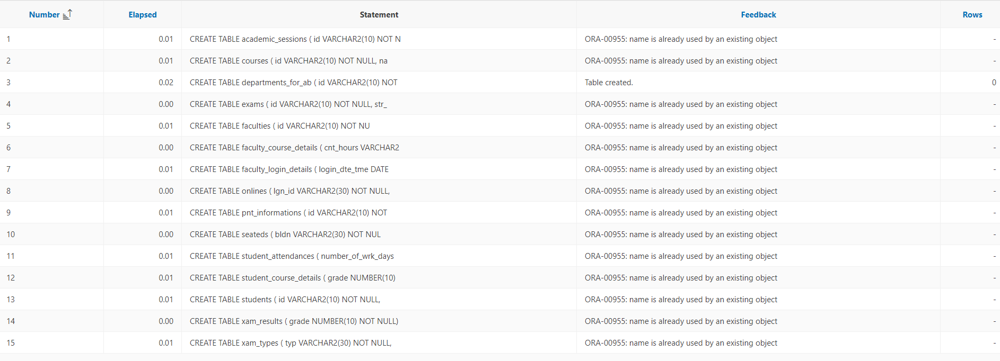 Number Elapsed Statement Feedback Rows
1 0.01 CREATE TABLE academic_sessions ( id VARCHAR2(10) NOT N ORA-00955: name is already used by an existing object -
2 0.01 CREATE TABLE courses ( id VARCHAR2(10) NOT NULL, na ORA-00955: name is already used by an existing object -
3 0.02 CREATE TABLE departments_for_ab ( id VARCHAR2(10) NOT Table created. 0
4 0.00 CREATE TABLE exams ( id VARCHAR2(10) NOT NULL, str_ ORA-00955: name is already used by an existing object -
5 0.01 CREATE TABLE faculties ( id VARCHAR2(10) NOT NU ORA-00955: name is already used by an existing object -
6 0.00 CREATE TABLE faculty_course_details ( cnt_hours VARCHAR2 ORA-00955: name is already used by an existing object -
7 0.01 CREATE TABLE faculty_login_details ( login_dte_tme DATE ORA-00955: name is already used by an existing object -
8 0.00 CREATE TABLE onlines ( lgn_id VARCHAR2(30) NOT NULL, ORA-00955: name is already used by an existing object -
9 0.01 CREATE TABLE pnt_informations ( id VARCHAR2(10) NOT ORA-00955: name is already used by an existing object -
10 0.00 CREATE TABLE seateds ( bldn VARCHAR2(30) NOT NUL ORA-00955: name is already used by an existing object -
11 0.01 CREATE TABLE student_attendances ( number_of_wrk_days ORA-00955: name is already used by an existing object -
12 0.01 CREATE TABLE student_course_details ( grade NUMBER(10) ORA-00955: name is already used by an existing object -
13 0.01 CREATE TABLE students ( id VARCHAR2(10) NOT NULL, ORA-00955: name is already used by an existing object -
14 0.00 CREATE TABLE xam_results ( grade NUMBER(10) NOT NULL) ORA-00955: name is already used by an existing object -
15 0.01 CREATE TABLE xam_types ( typ VARCHAR2(30) NOT NULL, ORA-00955: name is already used by an existing object -